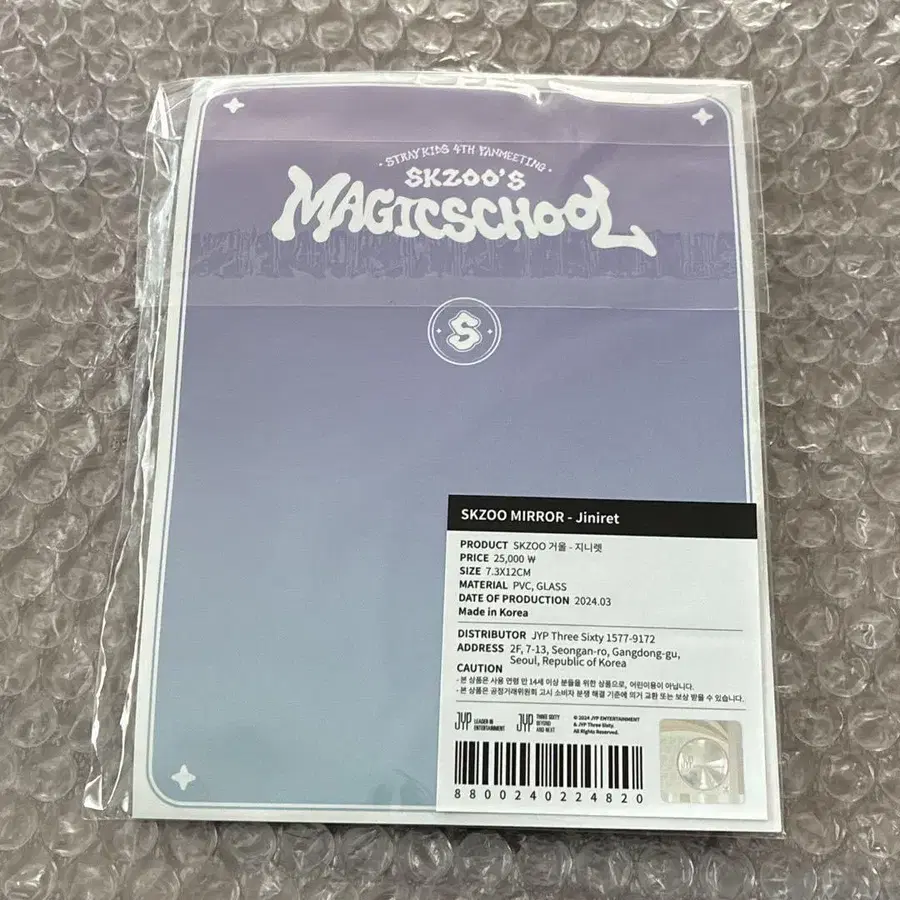 · STRAY KIDS 4TH FANMEETING ·
SKZOO'S
MAGICSCHOOL
S
SKZOO MIRROR - Jiniret
PRODUCT SKZOO 거울 - 지니렛
PRICE 25,000 ₩
SIZE 7.3X12CM
MATERIAL PVC, GLASS
DATE OF PRODUCTION 2024.03
Made in Korea
DISTRIBUTOR JYP Three Sixty 1577-9172
ADDRESS 2F, 7-13, Seongan-ro, Gangdong-gu,
Seoul, Republic of Korea
CAUTION
- 본 상품은 사용 연령 만 14세 이상 분들을 위한 상품으로, 어린이용이 아닙니다.
- 본 상품은 공정거래위원회 고시 소비자 분쟁 해결 기준에 의거 교환 또는 보상 받을 수 있습니다.
JYP LEADER IN
ENTERTAINMENT
JYP THREE SIXTY
BEYOND
AND NEXT
© 2024 JYP ENTERTAINMENT
& JYP Three Sixty.
All Rights Reserved.
8800240224820